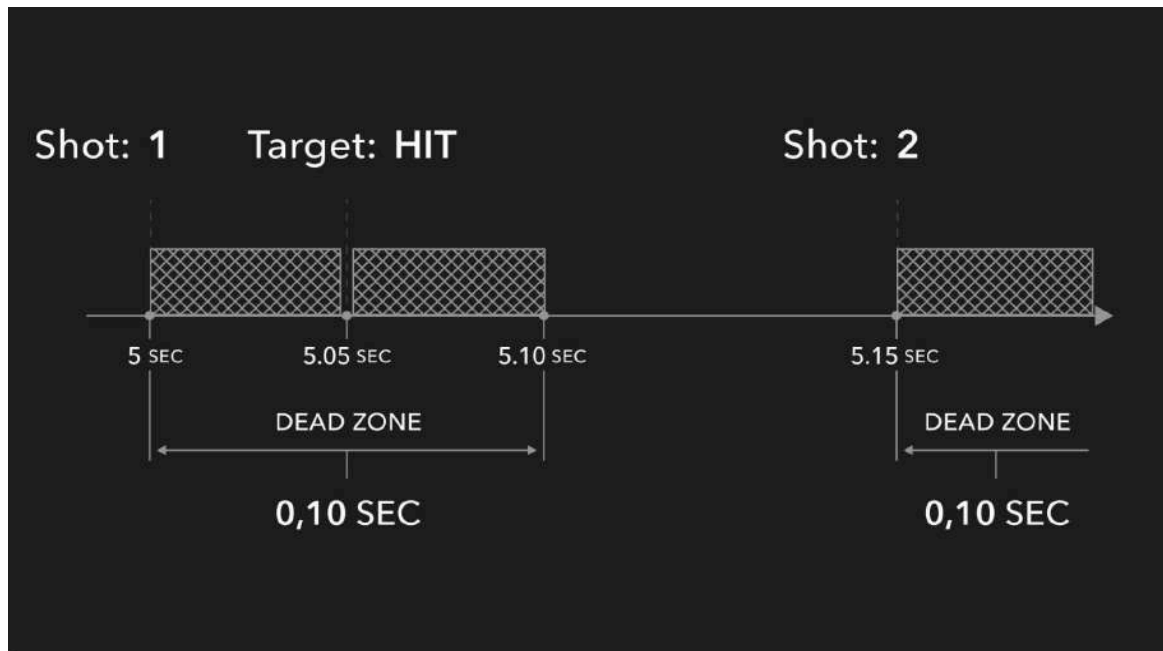 Shot: 1 Target: HIT Shot: 2
5 SEC 5.05 SEC 5.10 SEC 5.15 SEC
DEAD ZONE DEAD ZONE
0,10 SEC 0,10 SEC